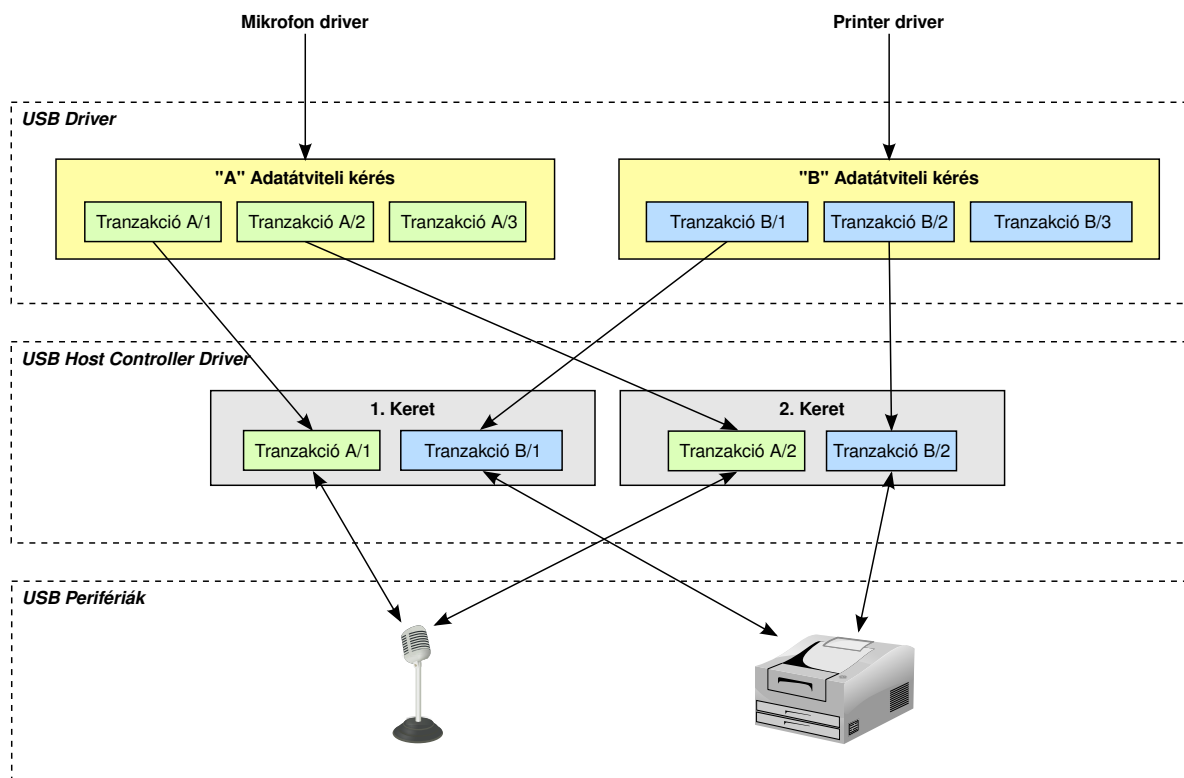 Mikrofon driver
Printer driver
USB Driver
"A" Adatátviteli kérés
Tranzakció A/1
Tranzakció A/2
Tranzakció A/3
"B" Adatátviteli kérés
Tranzakció B/1
Tranzakció B/2
Tranzakció B/3
USB Host Controller Driver
1. Keret
Tranzakció A/1
Tranzakció B/1
2. Keret
Tranzakció A/2
Tranzakció B/2
USB Perifériák